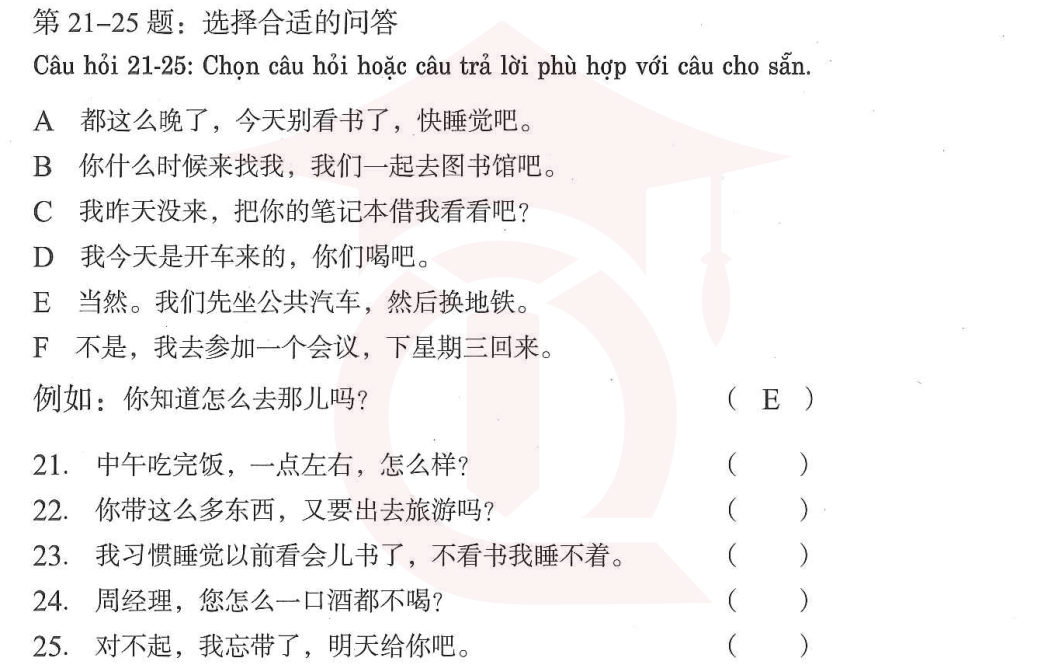 第 21–25 题：选择合适的问答
Câu hỏi 21-25: Chọn câu hỏi hoặc câu trả lời phù hợp với câu cho sẵn.
A 都这么晚了，今天别看书了，快睡觉吧。
B 你什么时候来找我，我们一起去图书馆吧。
C 我昨天没来，把你的笔记本借我看看吧？
D 我今天是开车来的，你们喝吧。
E 当然。我们先坐公共汽车，然后换地铁。
F 不是，我去参加一个会议，下星期三回来。
例如：你知道怎么去那儿吗？ （ E ）
21. 中午吃完饭，一点左右，怎么样？ （ ）
22. 你带这么多东西，又要出去旅游吗？ （ ）
23. 我习惯睡觉以前看会儿书了，不看书我睡不着。 （ ）
24. 周经理，您怎么一口酒都不喝？ （ ）
25. 对不起，我忘带了，明天给你吧。 （ ）